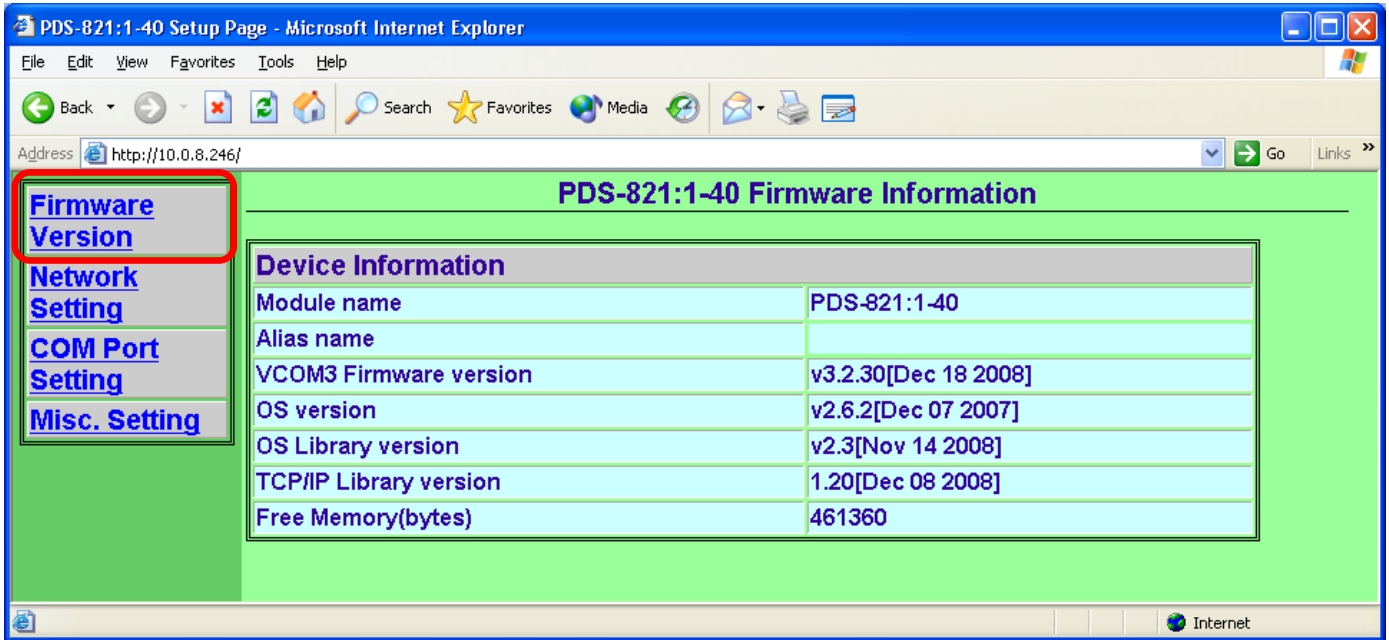 PDS-821:1-40 Setup Page - Microsoft Internet Explorer
File Edit View Favorites Tools Help
Back Search Favorites Media
Address http://10.0.8.246/ Go Links »
Firmware
Version
Network
Setting
COM Port
Setting
Misc. Setting
PDS-821:1-40 Firmware Information
Device Information
Module name PDS-821:1-40
Alias name
VCOM3 Firmware version v3.2.30[Dec 18 2008]
OS version v2.6.2[Dec 07 2007]
OS Library version v2.3[Nov 14 2008]
TCP/IP Library version 1.20[Dec 08 2008]
Free Memory(bytes) 461360
Internet